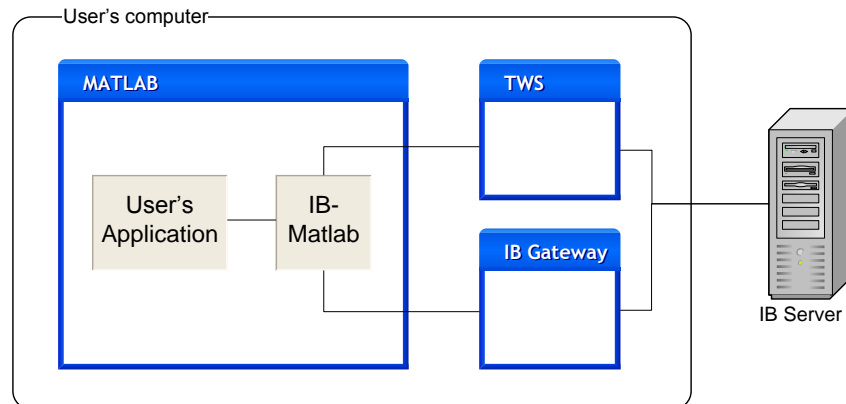 User's computer
MATLAB
TWS
User's
Application
IB-
Matlab
IB Gateway
IB Server